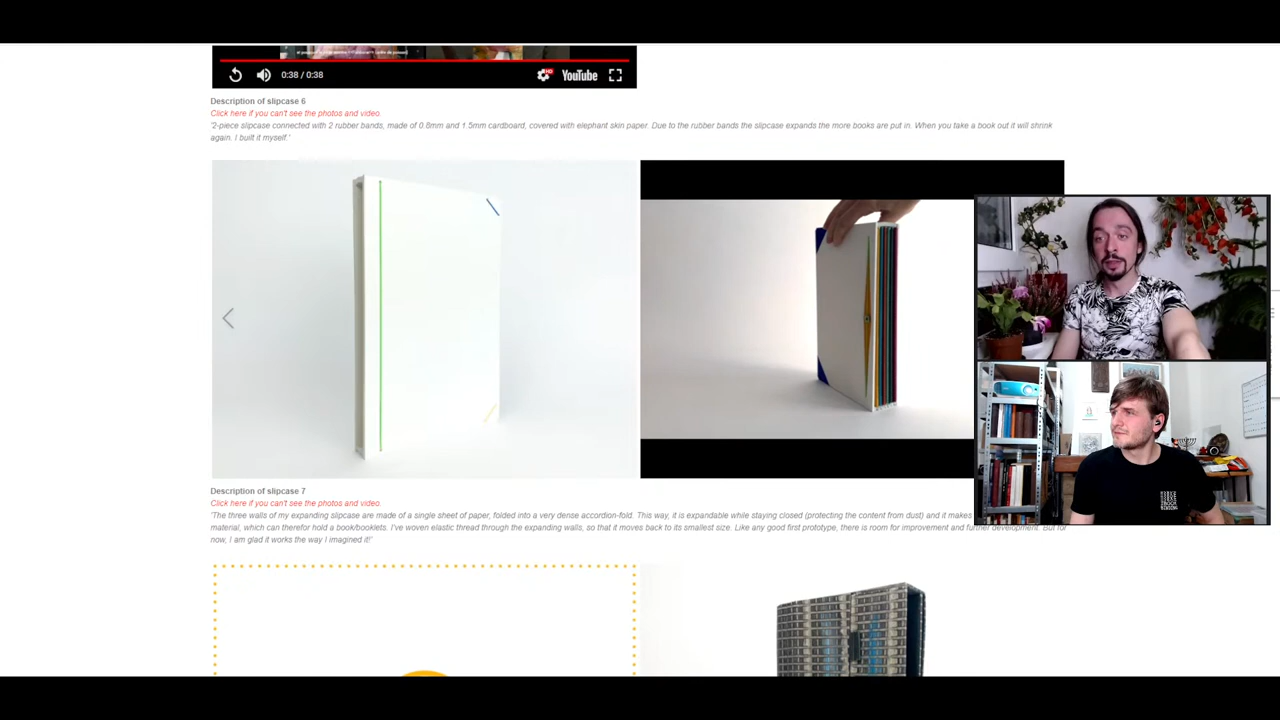 0:38 / 0:38
HD
YouTube
Description of slipcase 6
Click here if you can't see the photos and video.
'2-piece slipcase connected with 2 rubber bands, made of 0.8mm and 1.5mm cardboard, covered with elephant skin paper. Due to the rubber bands the slipcase expands the more books are put in. When you take a book out it will shrink
again. I built it myself.'
Description of slipcase 7
Click here if you can't see the photos and video.
'The three walls of my expanding slipcase are made of a single sheet of paper, folded into a very dense accordion-fold. This way, it is expandable while staying closed (protecting the content from dust) and it makes
material, which can therefor hold a book/booklets. I've woven elastic thread through the expanding walls, so that it moves back to its smallest size. Like any good first prototype, there is room for improvement and further development. But for
now, I am glad it works the way I imagined it!'